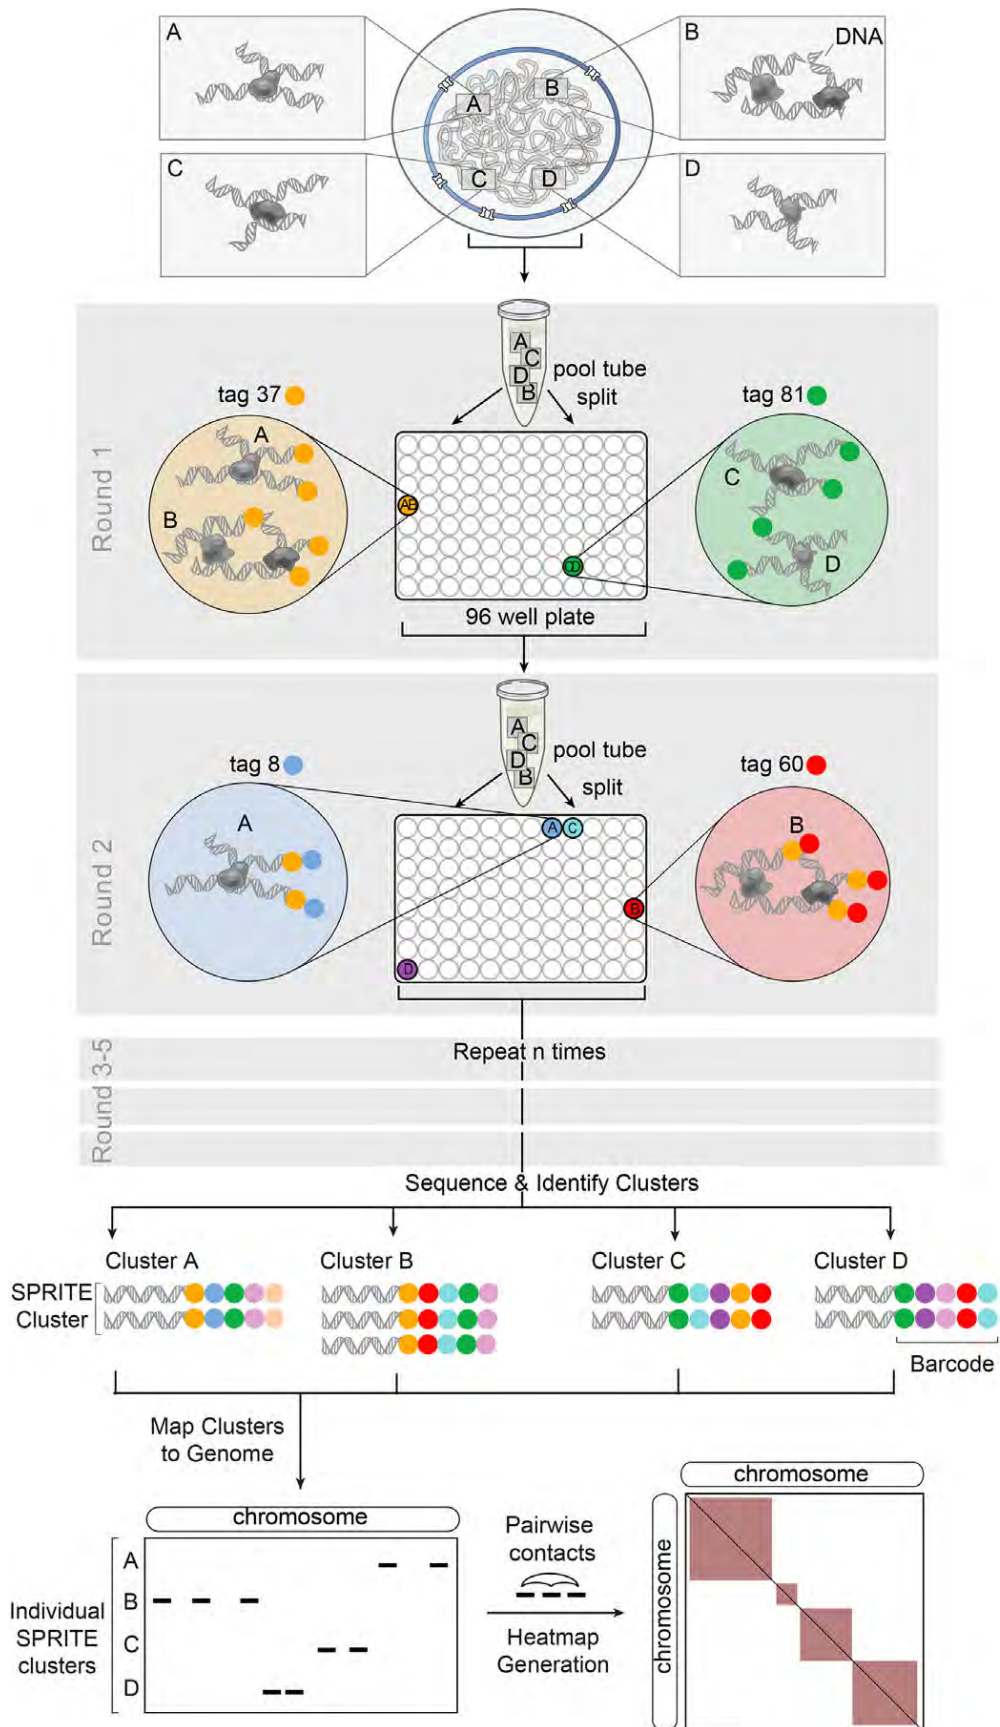 A
B
DNA
A
B
C
D
C
D
A
C
D
B
pool tube
split
tag 37
tag 81
Round 1
A
B
AB
C
D
CD
96 well plate
A
C
D
B
pool tube
split
tag 8
tag 60
Round 2
A
A
C
B
B
D
Round 3-5
Repeat n times
Sequence & Identify Clusters
Cluster A
Cluster B
Cluster C
Cluster D
SPRITE
Cluster
Barcode
Map Clusters
to Genome
chromosome
chromosome
chromosome
A
B
C
D
Individual
SPRITE
clusters
Pairwise
contacts
Heatmap
Generation